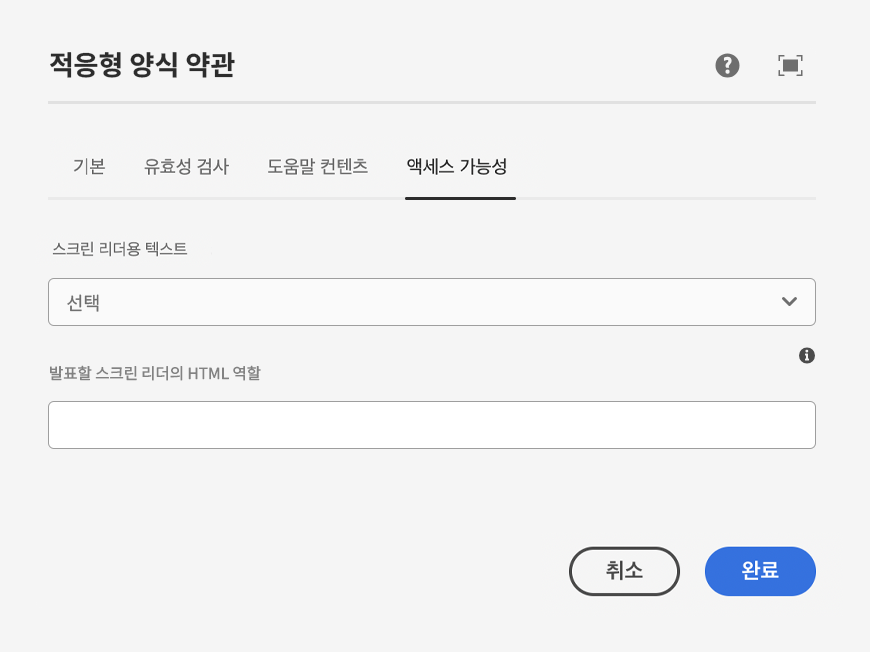 적응형 양식 약관
기본 유효성 검사 도움말 컨텐츠 액세스 가능성
스크린 리더용 텍스트
선택
발표할 스크린 리더의 HTML 역할
취소 완료